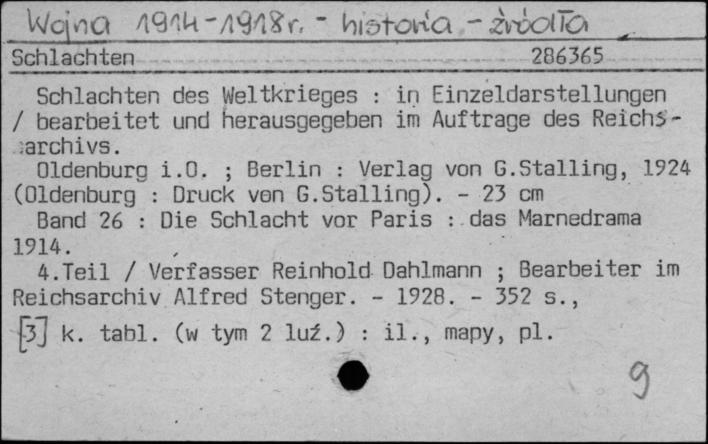 Wojna 1914-1918r. - historia - źródła
Schlachten 286365
Schlachten des Weltkrieges : in Einzeldarstellungen
/ bearbeitet und herausgegeben im Auftrage des Reichs-
archivs.
Oldenburg i.O. ; Berlin : Verlag von G.Stalling, 1924
(Oldenburg : Druck von G.Stalling). - 23 cm
Band 26 : Die Schlacht vor Paris : das Marnedrama
1914.
4.Teil / Verfasser Reinhold Dahlmann ; Bearbeiter im
Reichsarchiv Alfred Stenger. - 1928. - 352 s.,
[3] k. tabl. (w tym 2 luź.) : il., mapy, pl.
9